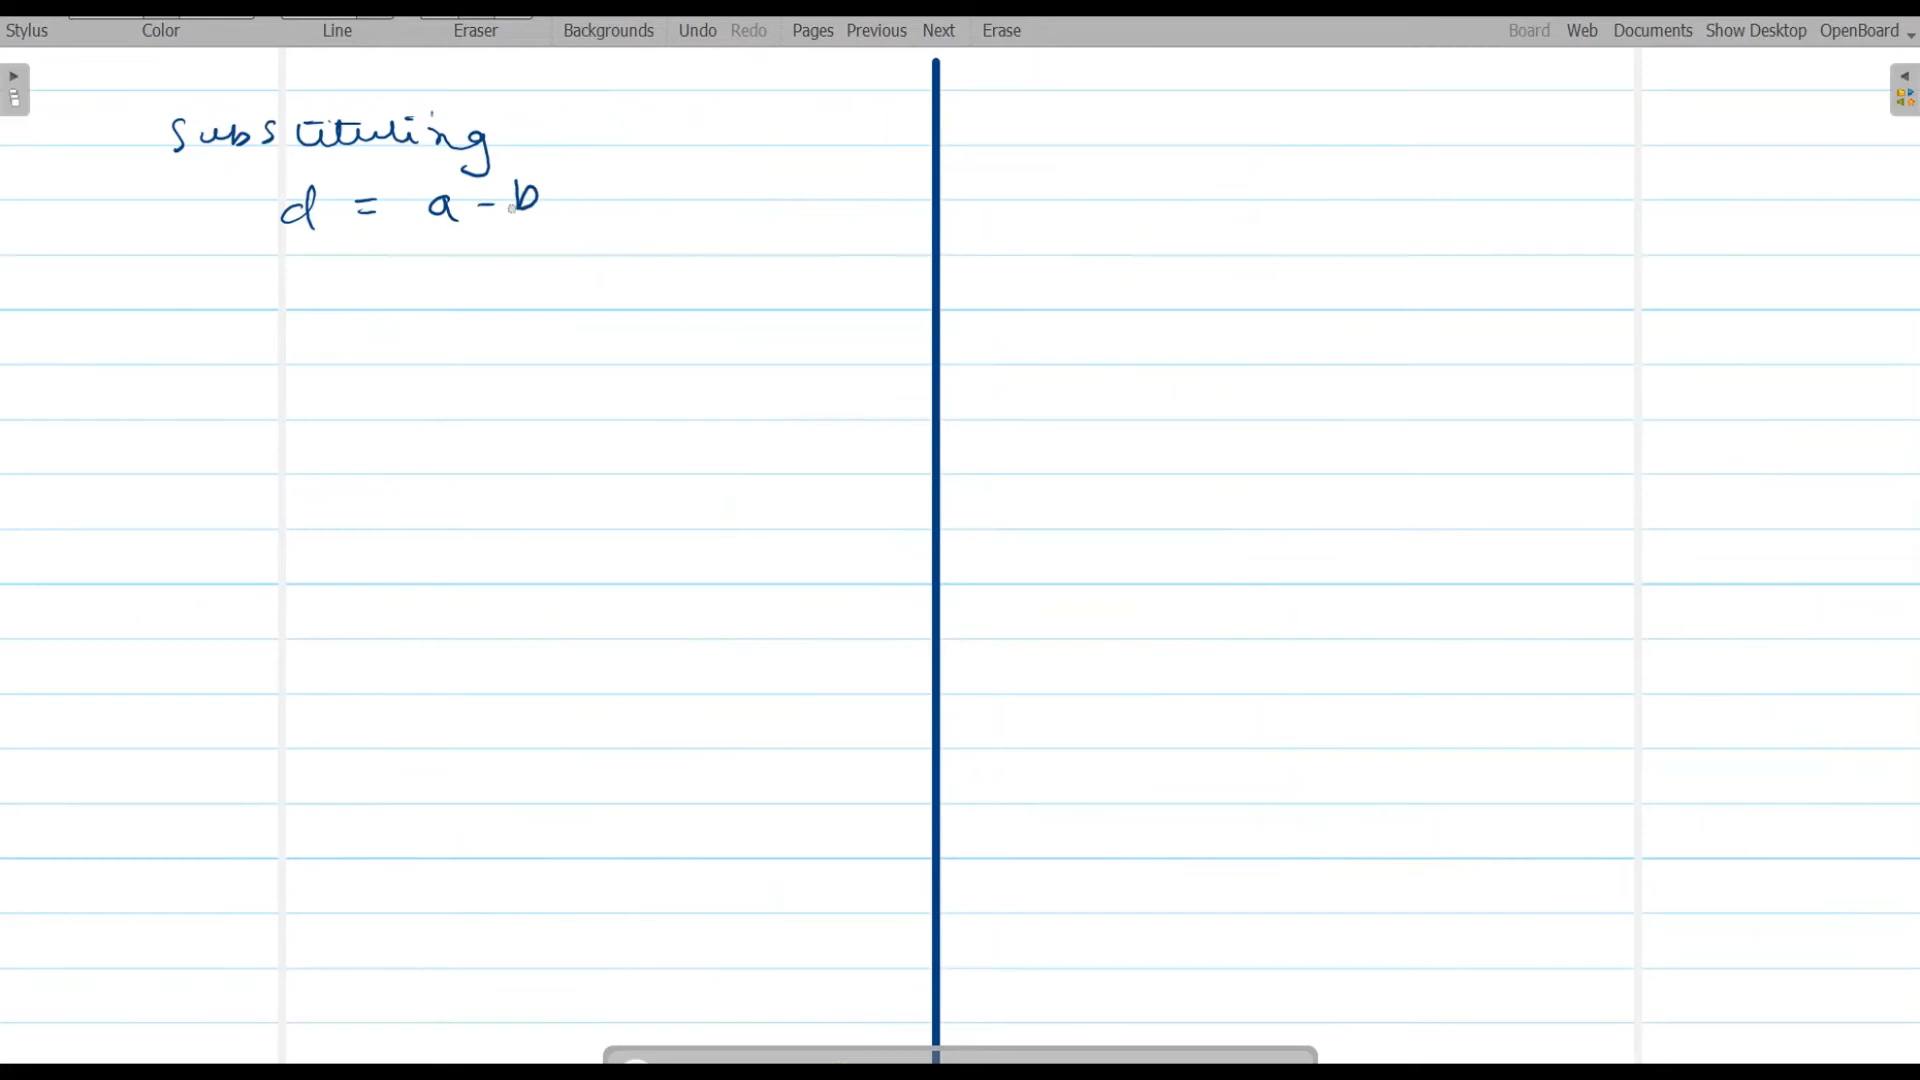 Stylus Color Line Eraser Backgrounds Undo Redo Pages Previous Next Erase Board Web Documents Show Desktop OpenBoard
Substituting
d = a - b